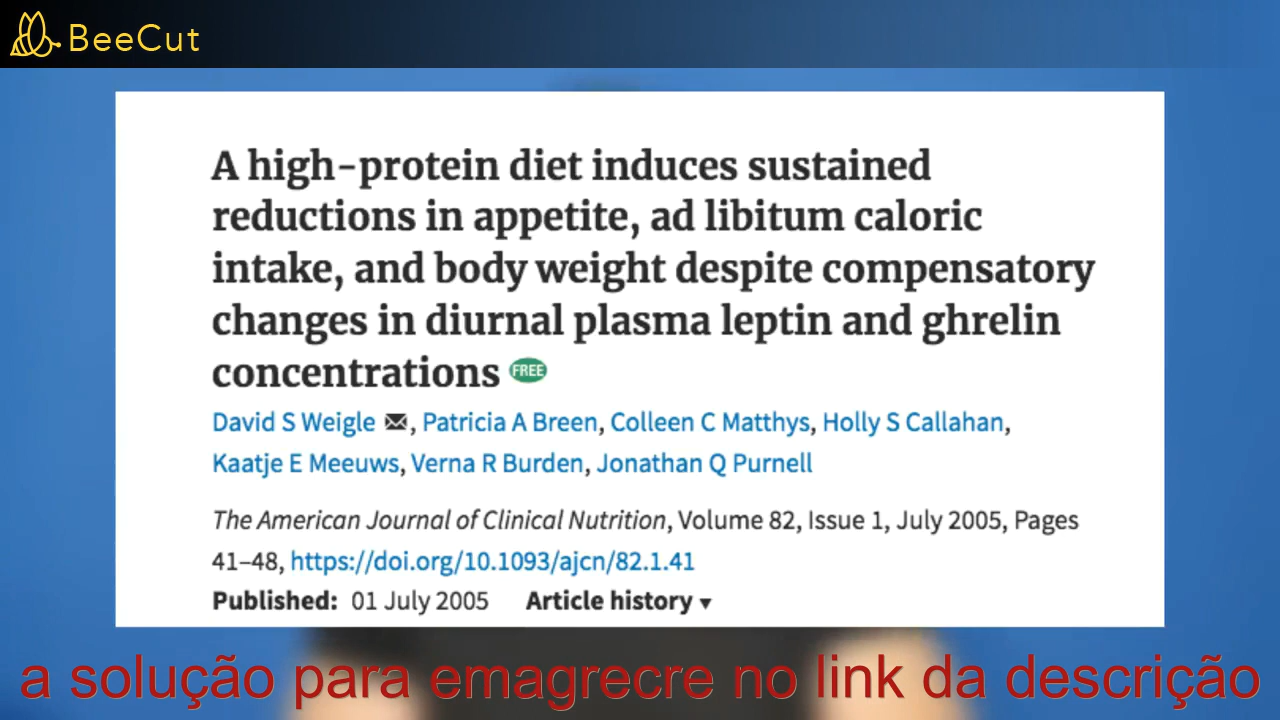 BeeCut
A high-protein diet induces sustained
reductions in appetite, ad libitum caloric
intake, and body weight despite compensatory
changes in diurnal plasma leptin and ghrelin
concentrations FREE
David S Weigle, Patricia A Breen, Colleen C Matthys, Holly S Callahan,
Kaatje E Meeuws, Verna R Burden, Jonathan Q Purnell
The American Journal of Clinical Nutrition, Volume 82, Issue 1, July 2005, Pages
41–48, https://doi.org/10.1093/ajcn/82.1.41
Published: 01 July 2005 Article history ▾
a solução para emagrecre no link da descrição